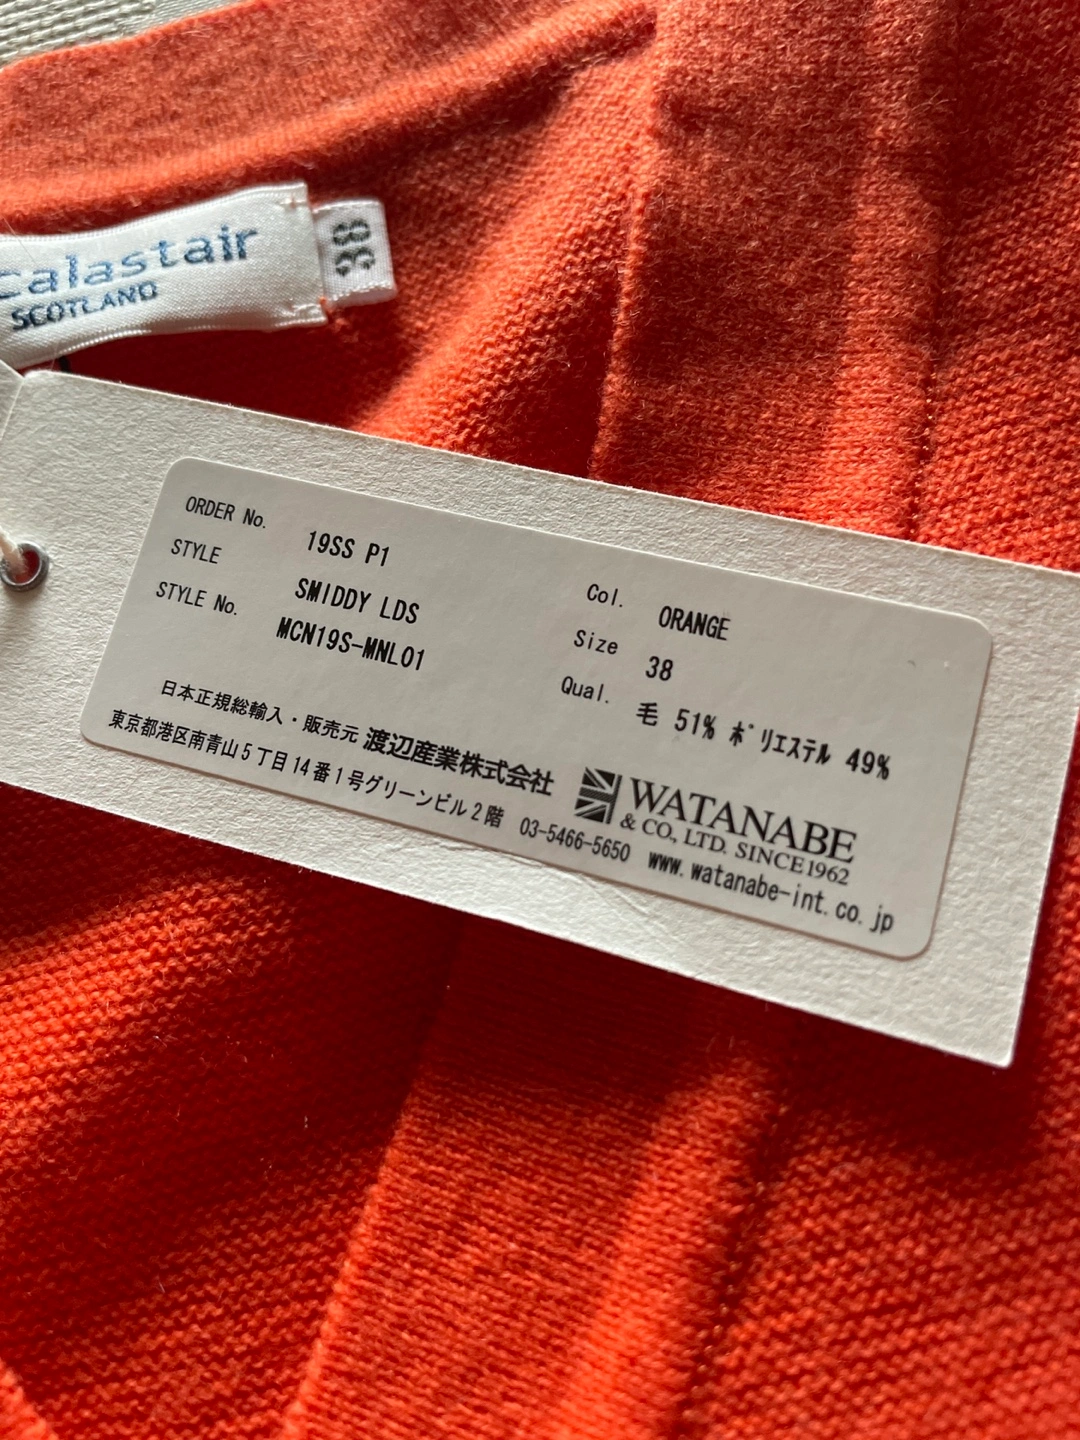 calastair
SCOTLAND
38
ORDER No. 19SS P1
STYLE SMIDDY LDS
STYLE No. MCN19S-MNL01
Col. ORANGE
Size 38
Qual. 毛 51% ポリエステル 49%
日本正規総輸入・販売元 渡辺産業株式会社
東京都港区南青山5丁目14番1号グリーンビル2階 03-5466-5650 www.watanabe-int.co.jp
WATANABE
& CO., LTD. SINCE1962